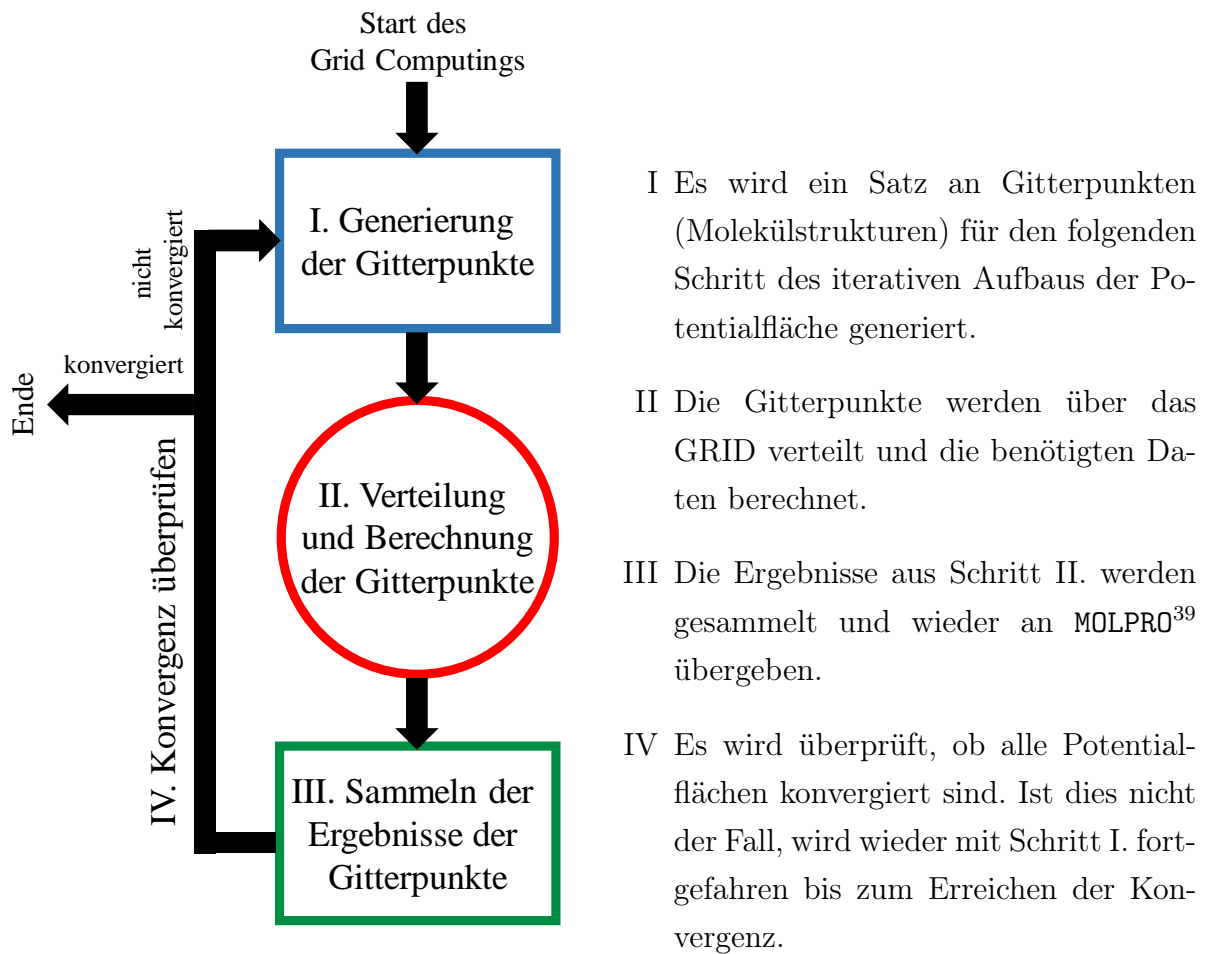 Start des
Grid Computings
I. Generierung
der Gitterpunkte
nicht
konvergiert
konvergiert
Ende
II. Verteilung
und Berechnung
der Gitterpunkte
IV. Konvergenz überprüfen
III. Sammeln der
Ergebnisse der
Gitterpunkte
I Es wird ein Satz an Gitterpunkten
(Molekülstrukturen) für den folgenden
Schritt des iterativen Aufbaus der Po-
tentialfläche generiert.
II Die Gitterpunkte werden über das
GRID verteilt und die benötigten Da-
ten berechnet.
III Die Ergebnisse aus Schritt II. werden
gesammelt und wieder an MOLPRO³⁹
übergeben.
IV Es wird überprüft, ob alle Potential-
flächen konvergiert sind. Ist dies nicht
der Fall, wird wieder mit Schritt I. fort-
gefahren bis zum Erreichen der Kon-
vergenz.